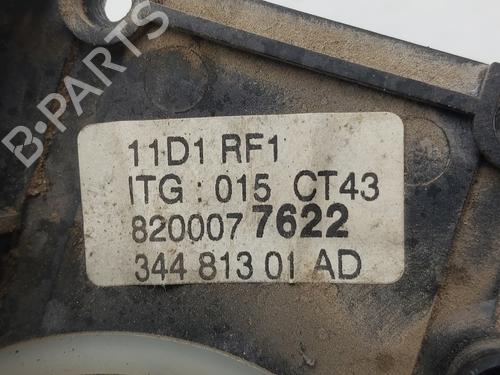 B-PARTS
11D1 RF1
ITG : 015 CT43
8200077622
344 813 01 AD